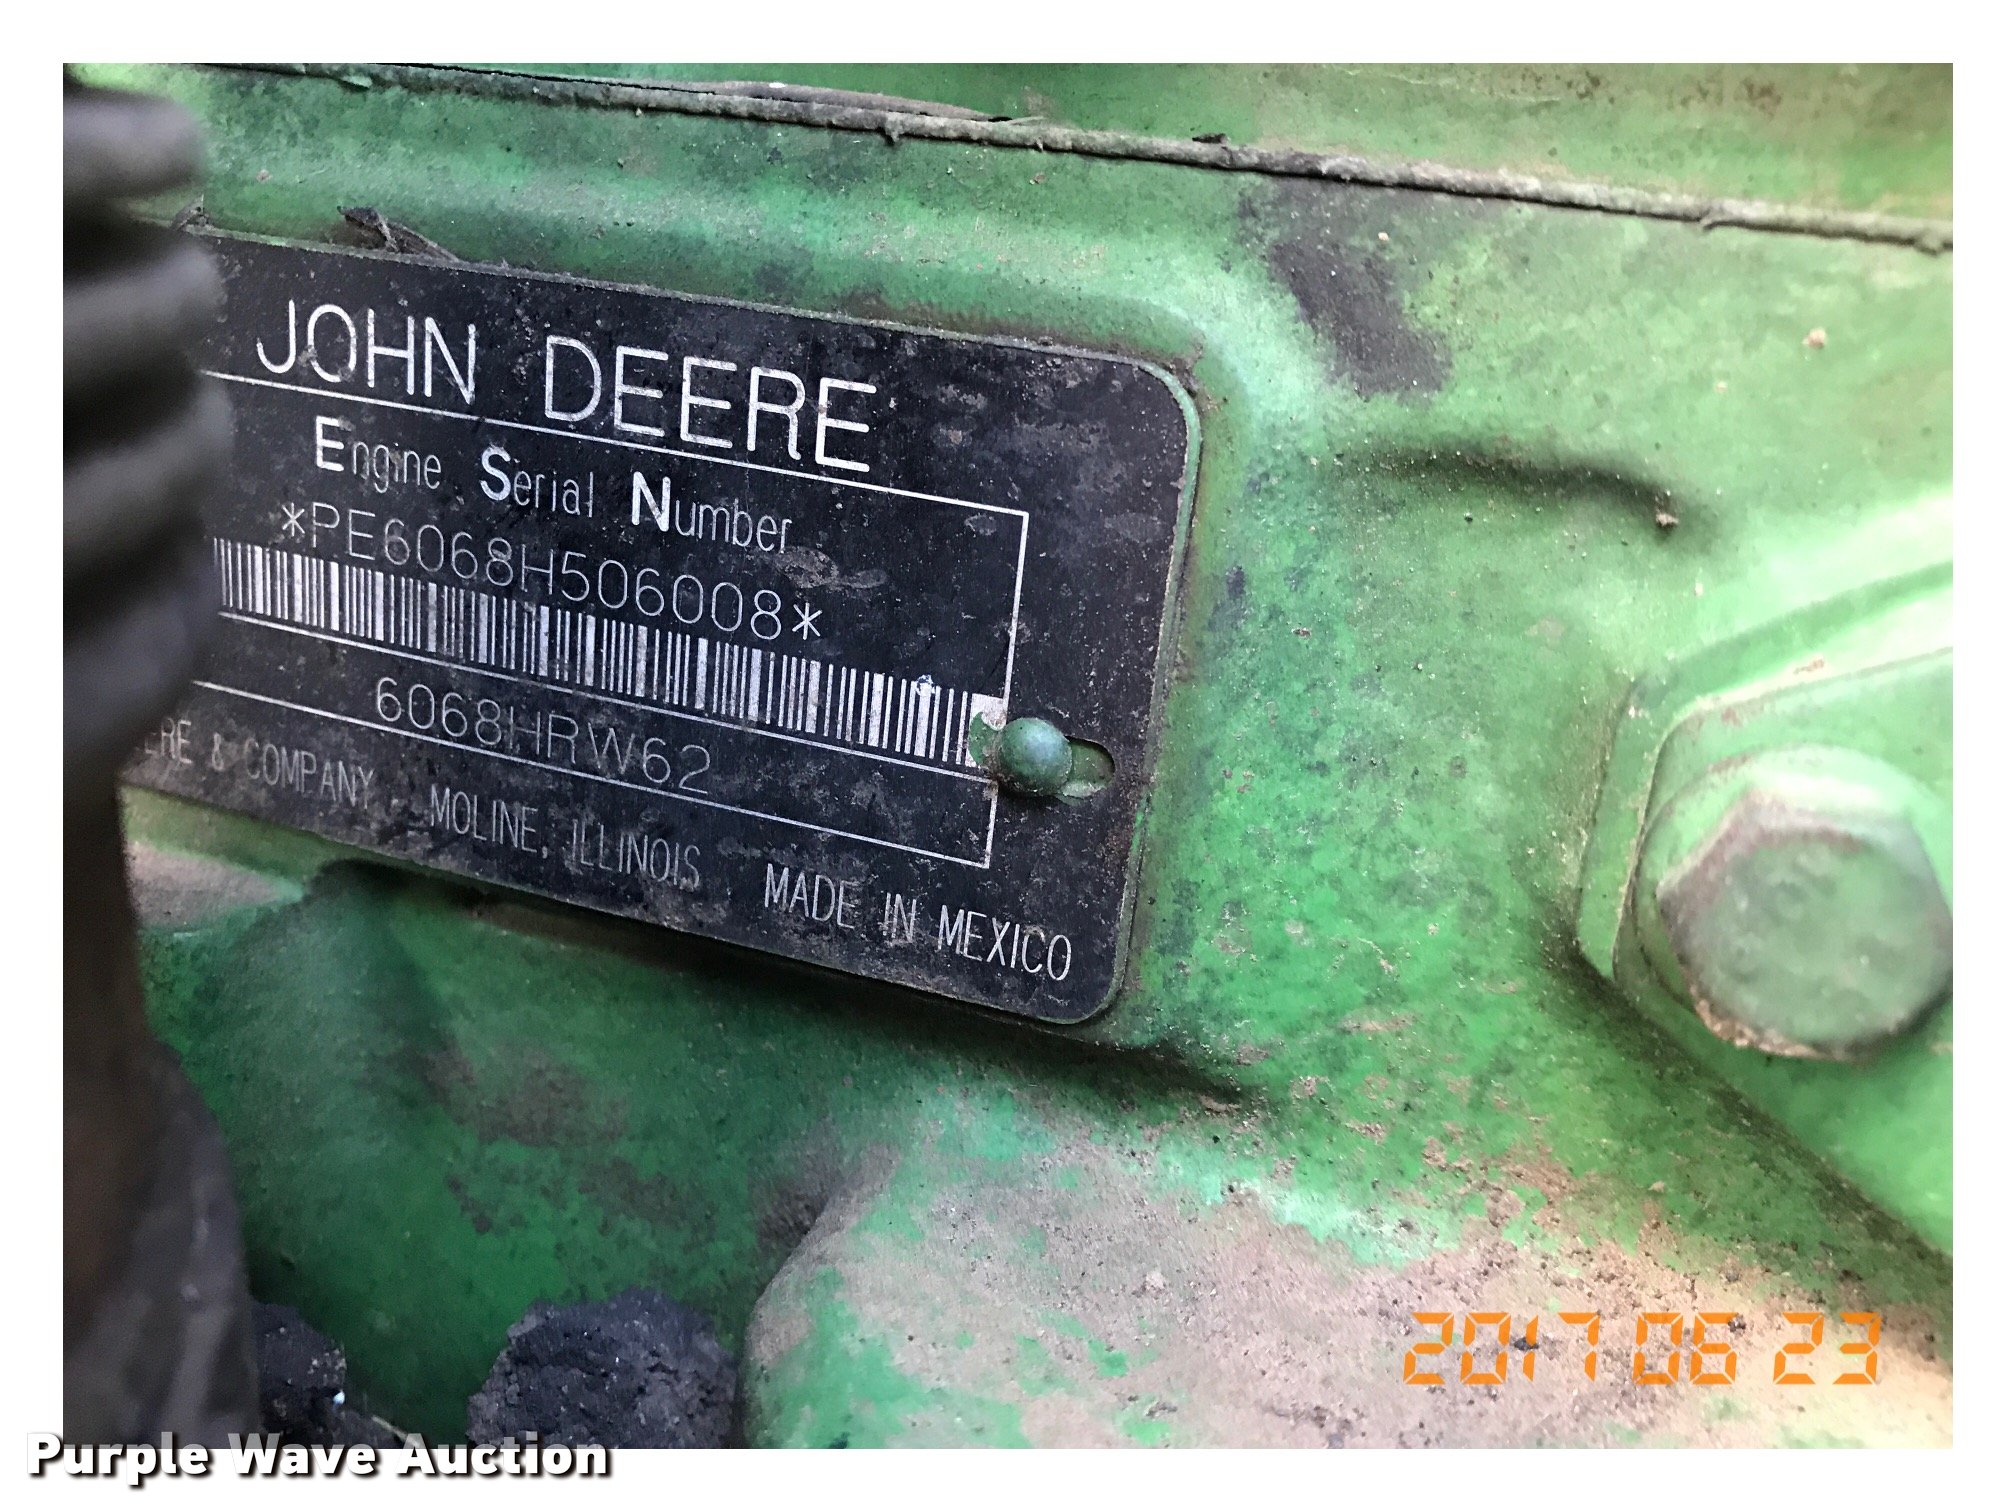 JOHN DEERE
Engine Serial Number
*PE6068H506008*
6068HRW62
ERE & COMPANY MOLINE, ILLINOIS MADE IN MEXICO
2017 06 23
Purple Wave Auction